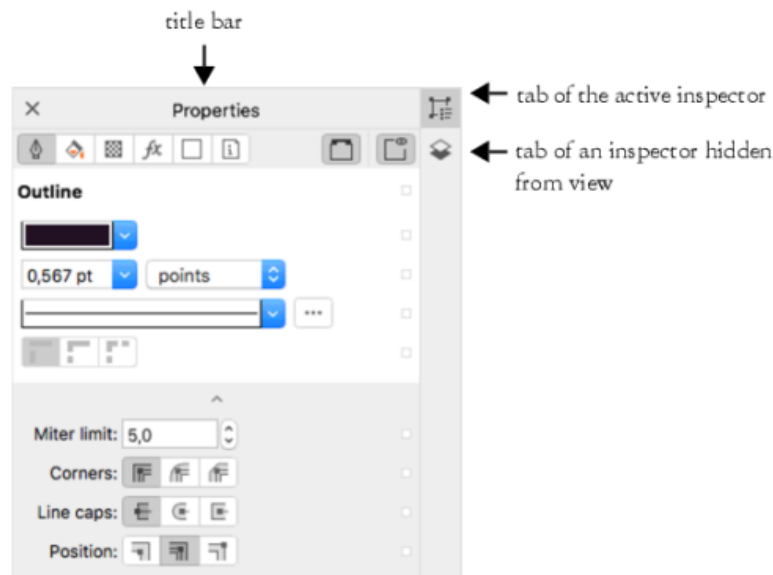 title bar
Properties
tab of the active inspector
fx
tab of an inspector hidden
from view
Outline
0,567 pt
points
Miter limit: 5,0
Corners:
Line caps:
Position: